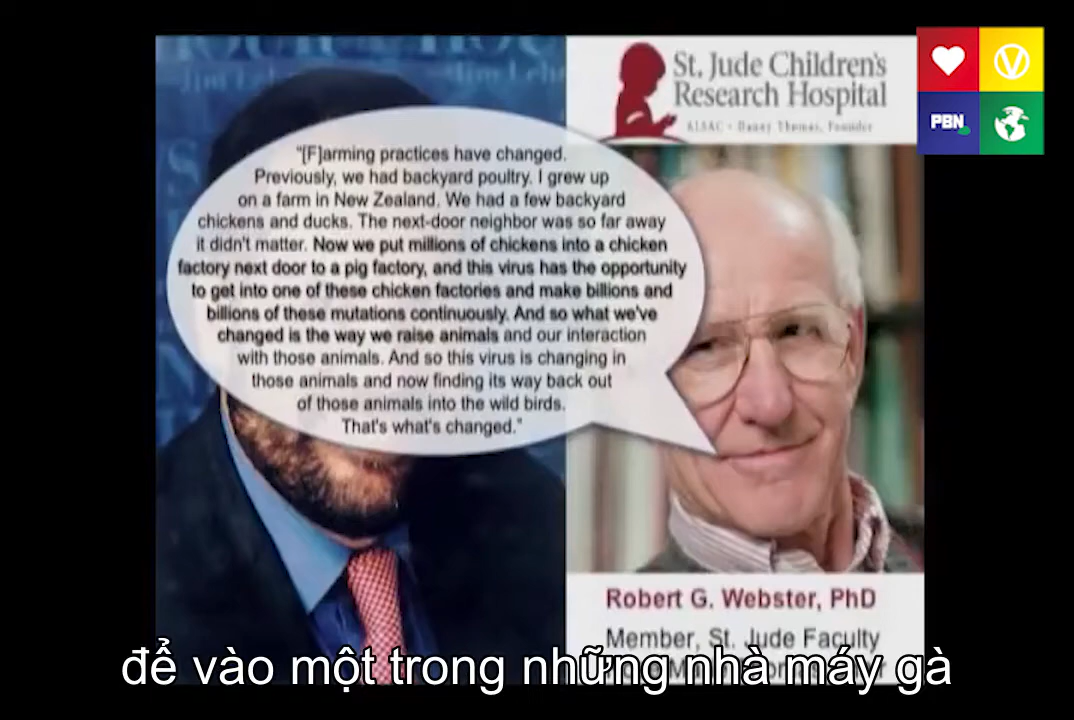 St. Jude Children's
Research Hospital
ALSAC • Danny Thomas, Founder
PBN
"[F]arming practices have changed.
Previously, we had backyard poultry. I grew up
on a farm in New Zealand. We had a few backyard
chickens and ducks. The next-door neighbor was so far away
it didn't matter. Now we put millions of chickens into a chicken
factory next door to a pig factory, and this virus has the opportunity
to get into one of these chicken factories and make billions and
billions of these mutations continuously. And so what we've
changed is the way we raise animals and our interaction
with those animals. And so this virus is changing in
those animals and now finding its way back out
of those animals into the wild birds.
That's what's changed."
Robert G. Webster, PhD
Member, St. Jude Faculty
để vào một trong những nhà máy gà